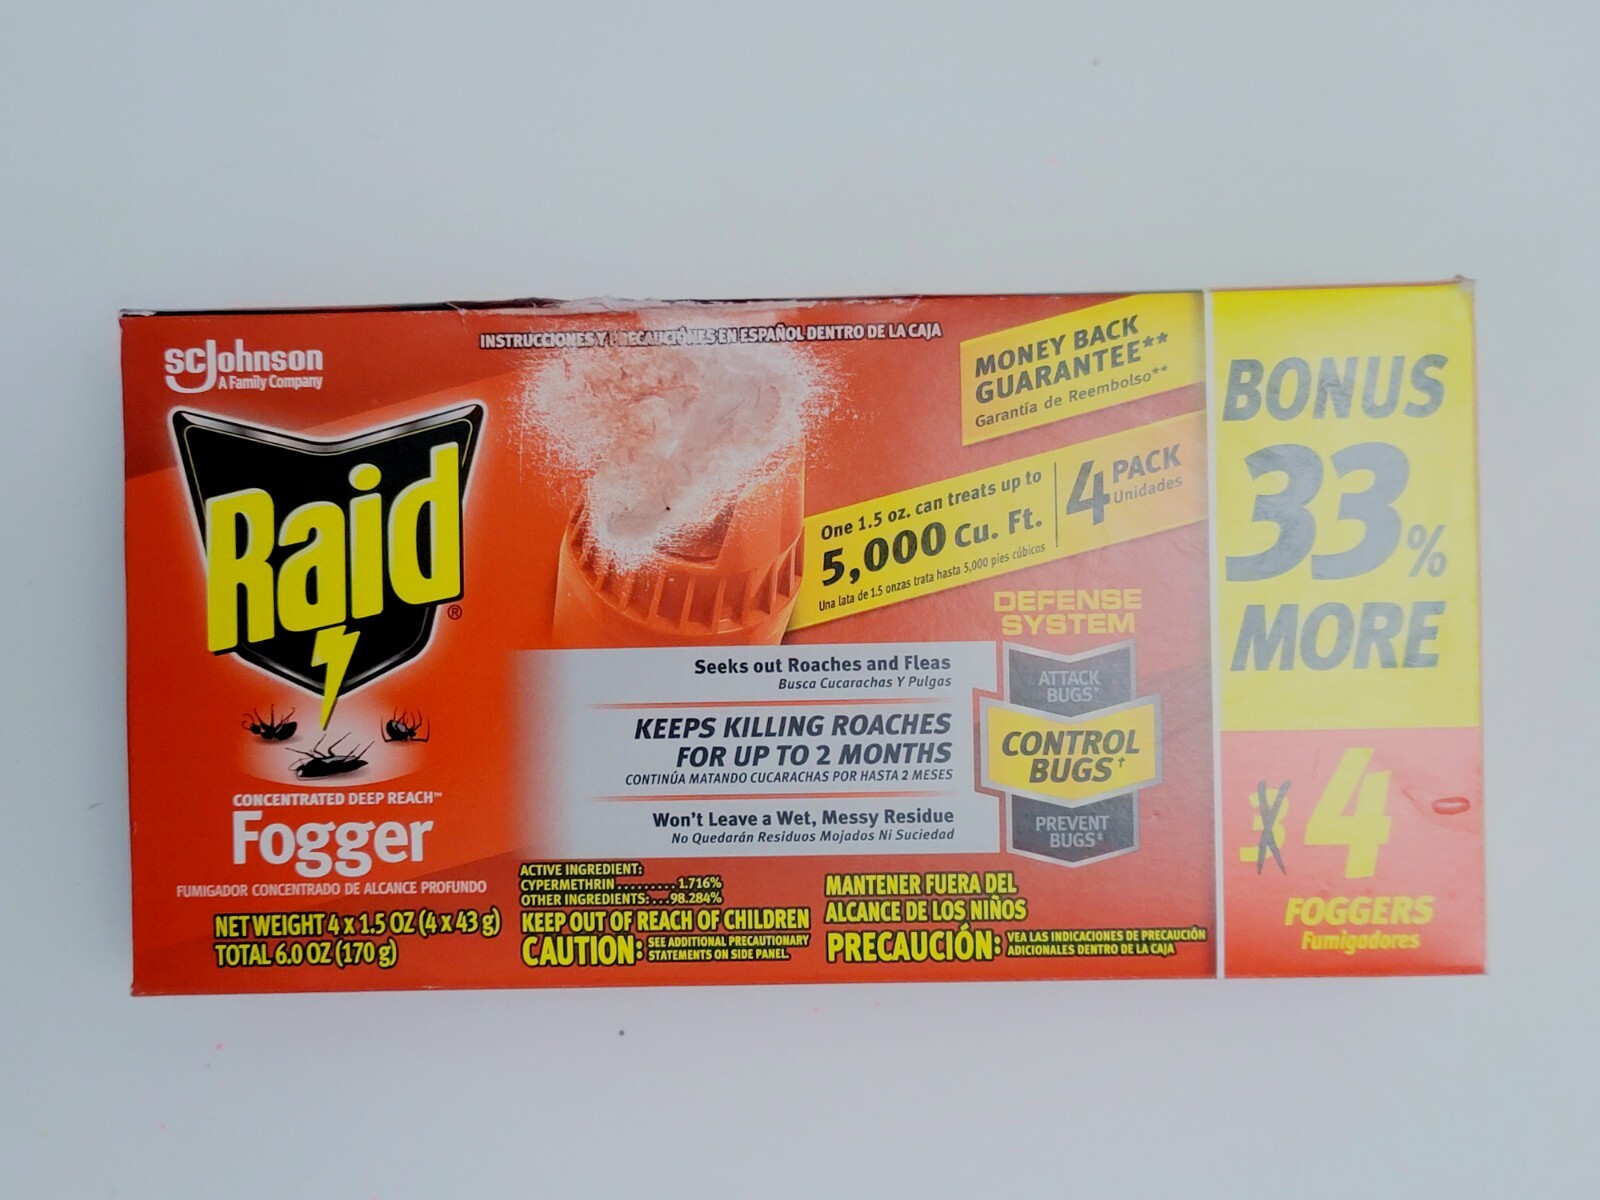 INSTRUCCIONES Y PRECAUCIONES EN ESPAÑOL DENTRO DE LA CAJA
scJohnson
A Family Company
Raid®
CONCENTRATED DEEP REACH™
Fogger
FUMIGADOR CONCENTRADO DE ALCANCE PROFUNDO
NET WEIGHT 4 x 1.5 OZ (4 x 43 g)
TOTAL 6.0 OZ (170 g)
MONEY BACK
GUARANTEE**
Garantía de Reembolso**
One 1.5 oz. can treats up to
5,000 Cu. Ft.
Una lata de 1.5 onzas trata hasta 5,000 pies cúbicos
4 PACK
Unidades
Seeks out Roaches and Fleas
Busca Cucarachas Y Pulgas
KEEPS KILLING ROACHES
FOR UP TO 2 MONTHS
CONTINÚA MATANDO CUCARACHAS POR HASTA 2 MESES
Won't Leave a Wet, Messy Residue
No Quedarán Residuos Mojados Ni Suciedad
DEFENSE
SYSTEM
ATTACK
BUGS*
CONTROL
BUGS†
PREVENT
BUGS‡
ACTIVE INGREDIENT:
CYPERMETHRIN.........1.716%
OTHER INGREDIENTS:...98.284%
KEEP OUT OF REACH OF CHILDREN
CAUTION: SEE ADDITIONAL PRECAUTIONARY
STATEMENTS ON SIDE PANEL.
MANTENER FUERA DEL
ALCANCE DE LOS NIÑOS
PRECAUCIÓN: VEA LAS INDICACIONES DE PRECAUCIÓN
ADICIONALES DENTRO DE LA CAJA
BONUS
33%
MORE
3 4
FOGGERS
Fumigadores